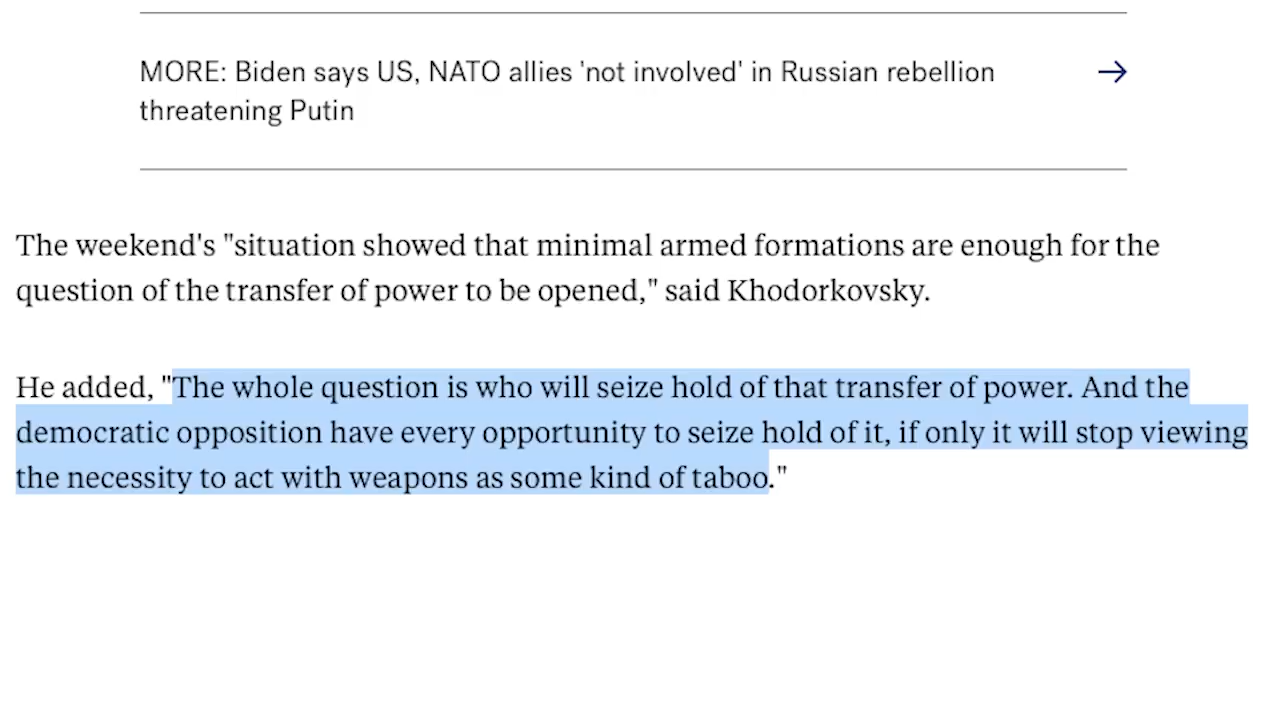 MORE: Biden says US, NATO allies 'not involved' in Russian rebellion
threatening Putin
The weekend's "situation showed that minimal armed formations are enough for the
question of the transfer of power to be opened," said Khodorkovsky.
He added, "The whole question is who will seize hold of that transfer of power. And the
democratic opposition have every opportunity to seize hold of it, if only it will stop viewing
the necessity to act with weapons as some kind of taboo."